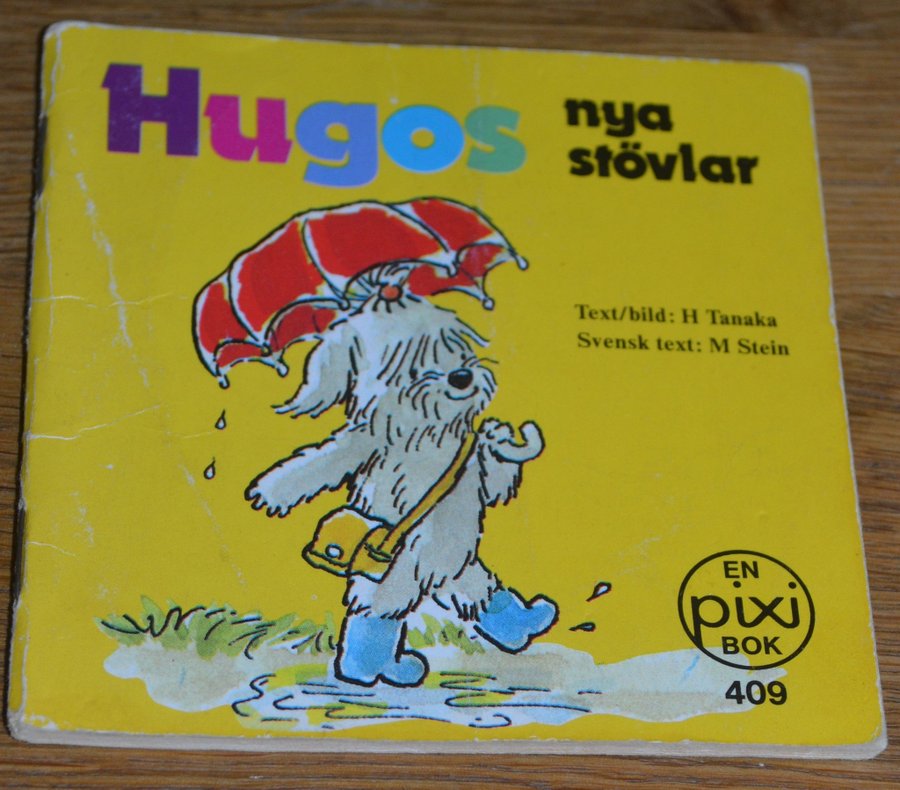 Hugos nya
stövlar
Text/bild: H Tanaka
Svensk text: M Stein
EN
pixi
BOK
409